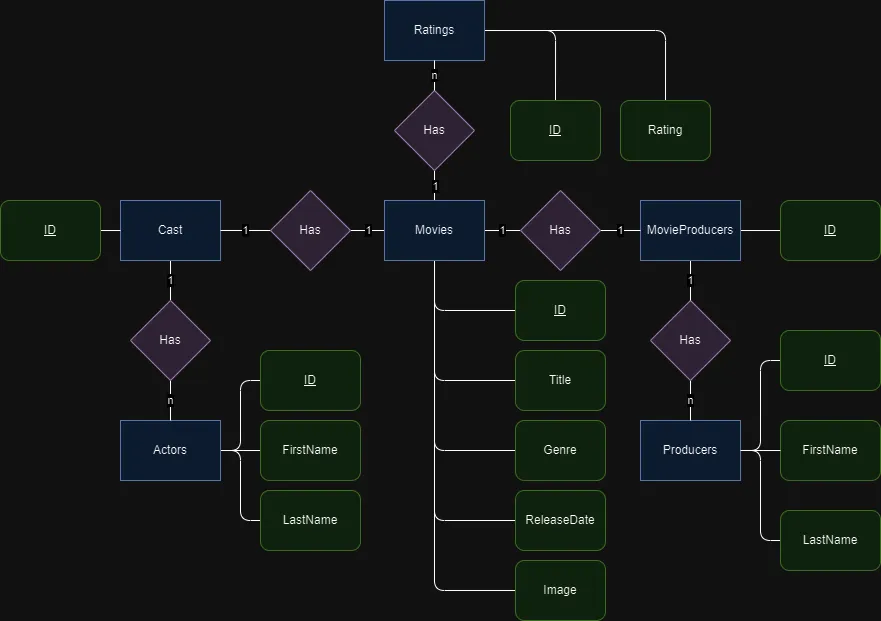 Ratings
n
Has
ID
Rating
1
ID
Cast
1
Has
1
Movies
1
Has
1
MovieProducers
ID
1
1
Has
ID
Has
ID
ID
Title
n
n
Actors
FirstName
Genre
Producers
FirstName
LastName
ReleaseDate
LastName
Image